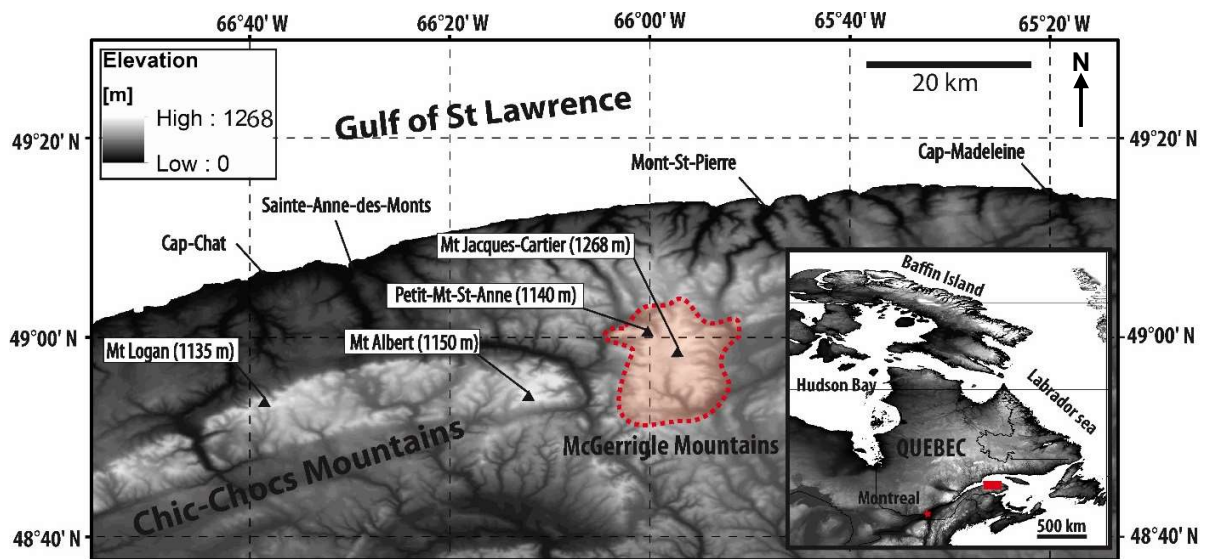 66°40' W 66°20' W 66°00' W 65°40' W 65°20' W
Elevation
[m]
High : 1268
Low : 0
20 km
N
Gulf of St Lawrence
49°20' N 49°20' N
Cap-Madeleine
Mont-St-Pierre
Sainte-Anne-des-Monts
Cap-Chat
Mt Jacques-Cartier (1268 m)
Petit-Mt-St-Anne (1140 m)
49°00' N 49°00' N
Mt Logan (1135 m)
Mt Albert (1150 m)
McGerrigle Mountains
Chic-Chocs Mountains
48°40' N 48°40' N
Baffin Island
Hudson Bay
Labrador sea
QUEBEC
Montreal
500 km